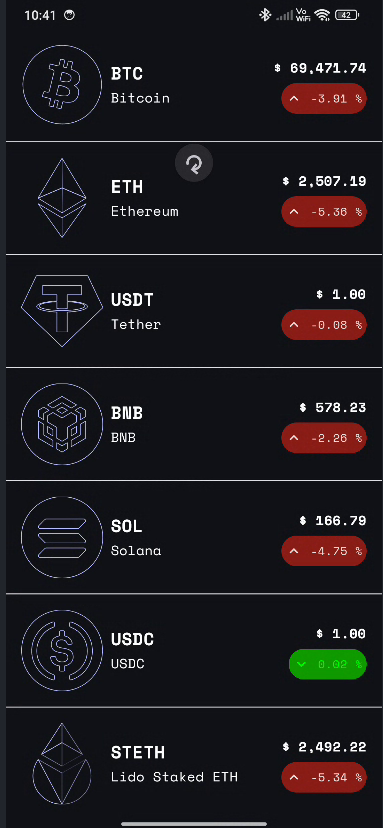 10:41
Vo
WiFi
42
BTC
$ 69,471.74
Bitcoin
-3.91 %
ETH
$ 2,507.19
Ethereum
-5.36 %
USDT
$ 1.00
Tether
-0.08 %
BNB
$ 578.23
BNB
-2.26 %
SOL
$ 166.79
Solana
-4.75 %
USDC
$ 1.00
USDC
0.02 %
STETH
$ 2,492.22
Lido Staked ETH
-5.34 %